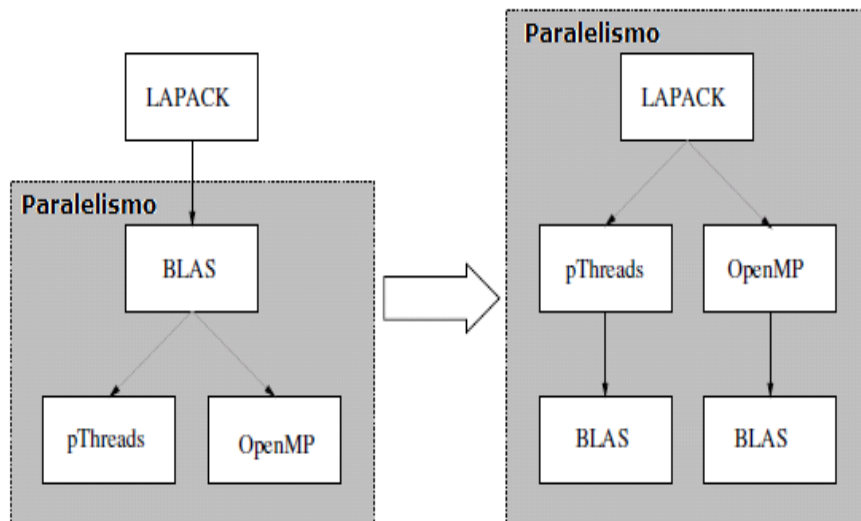 LAPACK
Paralelismo
BLAS
pThreads
OpenMP
Paralelismo
LAPACK
pThreads
OpenMP
BLAS
BLAS